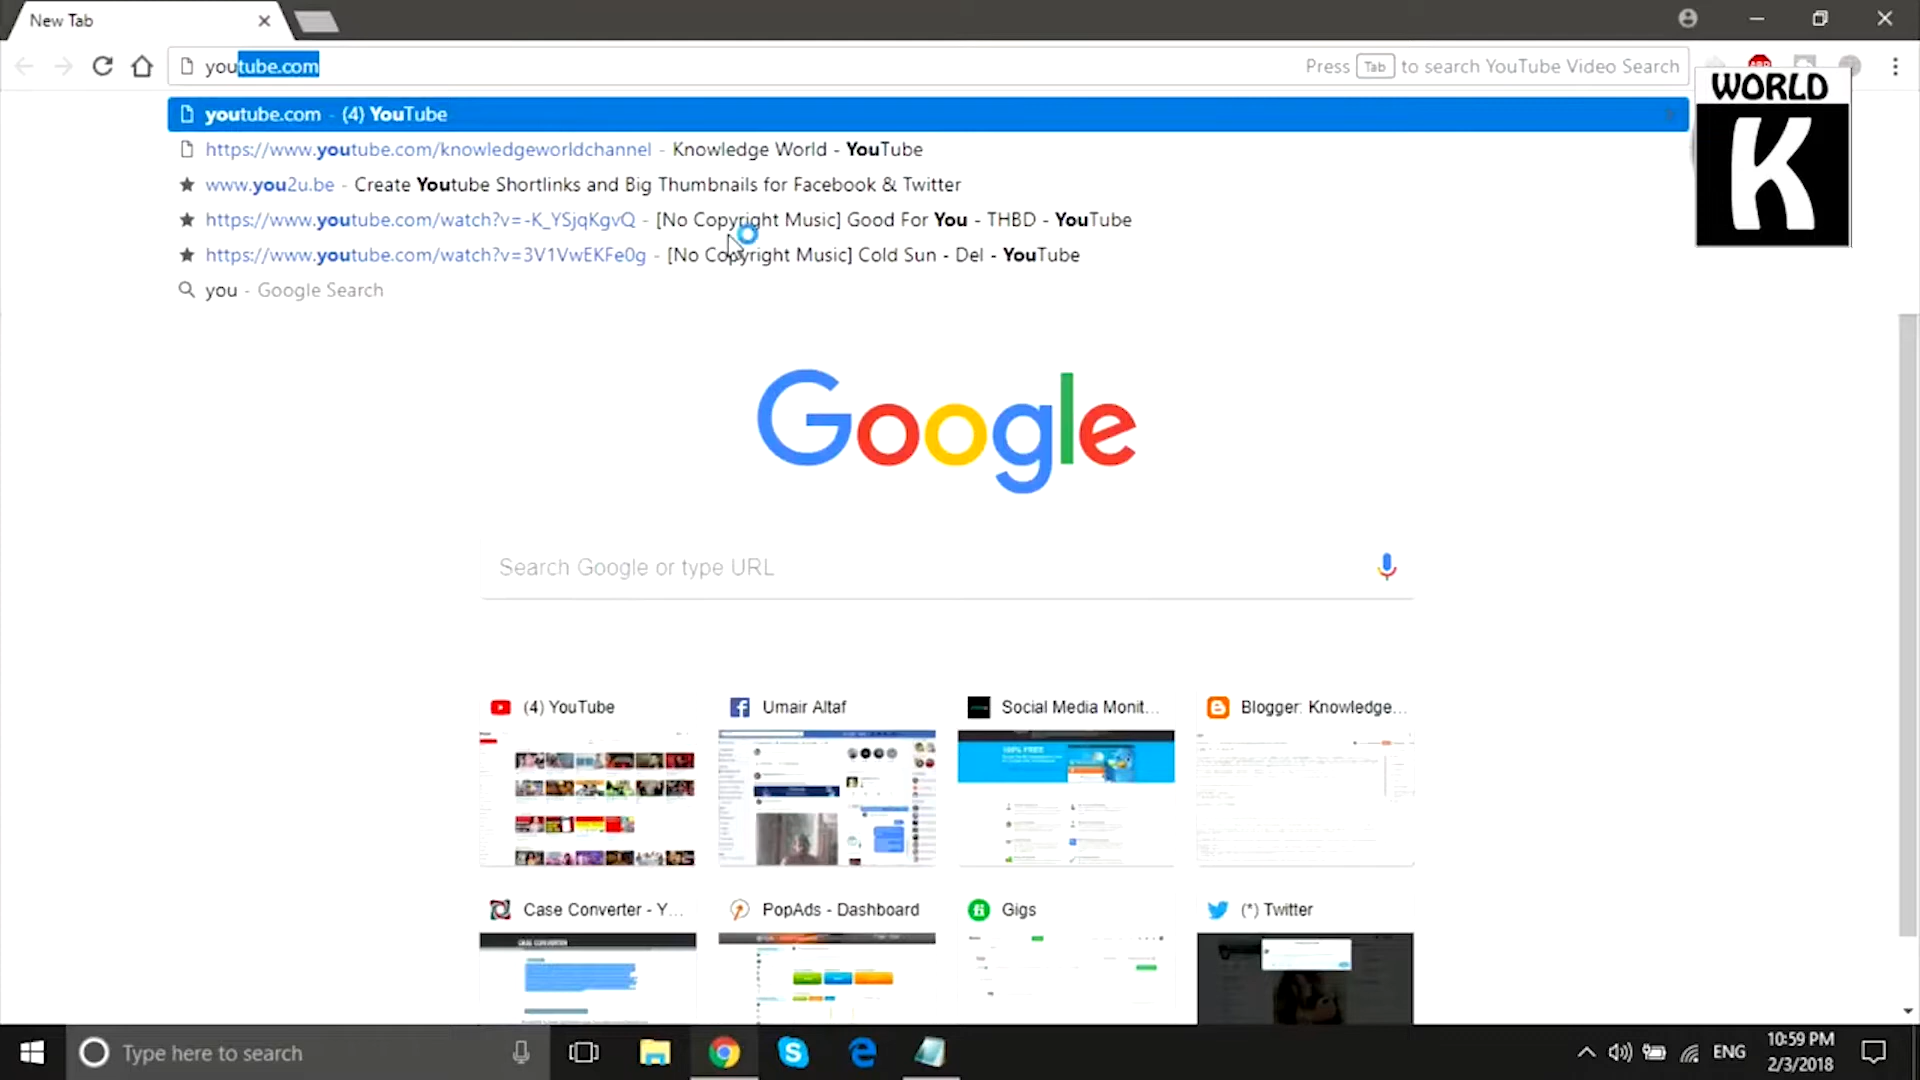 New Tab
youtube.com
Press Tab to search YouTube Video Search
WORLD
K
youtube.com - (4) YouTube
https://www.youtube.com/knowledgeworldchannel - Knowledge World - YouTube
www.you2u.be - Create Youtube Shortlinks and Big Thumbnails for Facebook & Twitter
https://www.youtube.com/watch?v=-K_YSjqKgvQ - [No Copyright Music] Good For You - THBD - YouTube
https://www.youtube.com/watch?v=3V1VwEKFe0g - [No Copyright Music] Cold Sun - Del - YouTube
you - Google Search
Google
Search Google or type URL
(4) YouTube
Umair Altaf
Social Media Monit...
Blogger: Knowledge...
100% FREE
Case Converter - Y...
PopAds - Dashboard
Gigs
(*) Twitter
CASE CONVERTER
Type here to search
ENG
10:59 PM
2/3/2018